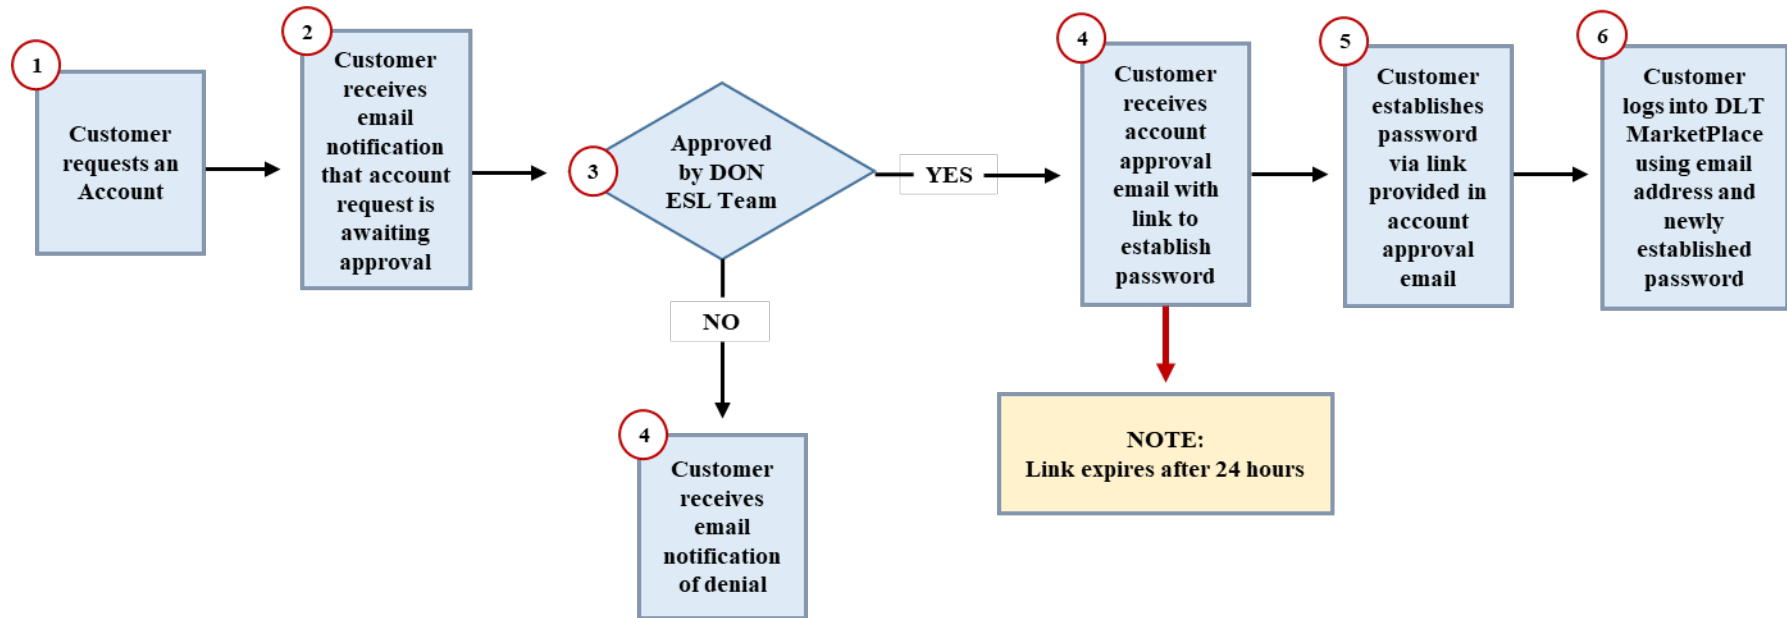 1
Customer
requests an
Account
2
Customer
receives
email
notification
that account
request is
awaiting
approval
3
Approved
by DON
ESL Team
YES
NO
4
Customer
receives
email
notification
of denial
4
Customer
receives
account
approval
email with
link to
establish
password
NOTE:
Link expires after 24 hours
5
Customer
establishes
password
via link
provided in
account
approval
email
6
Customer
logs into DLT
MarketPlace
using email
address and
newly
established
password